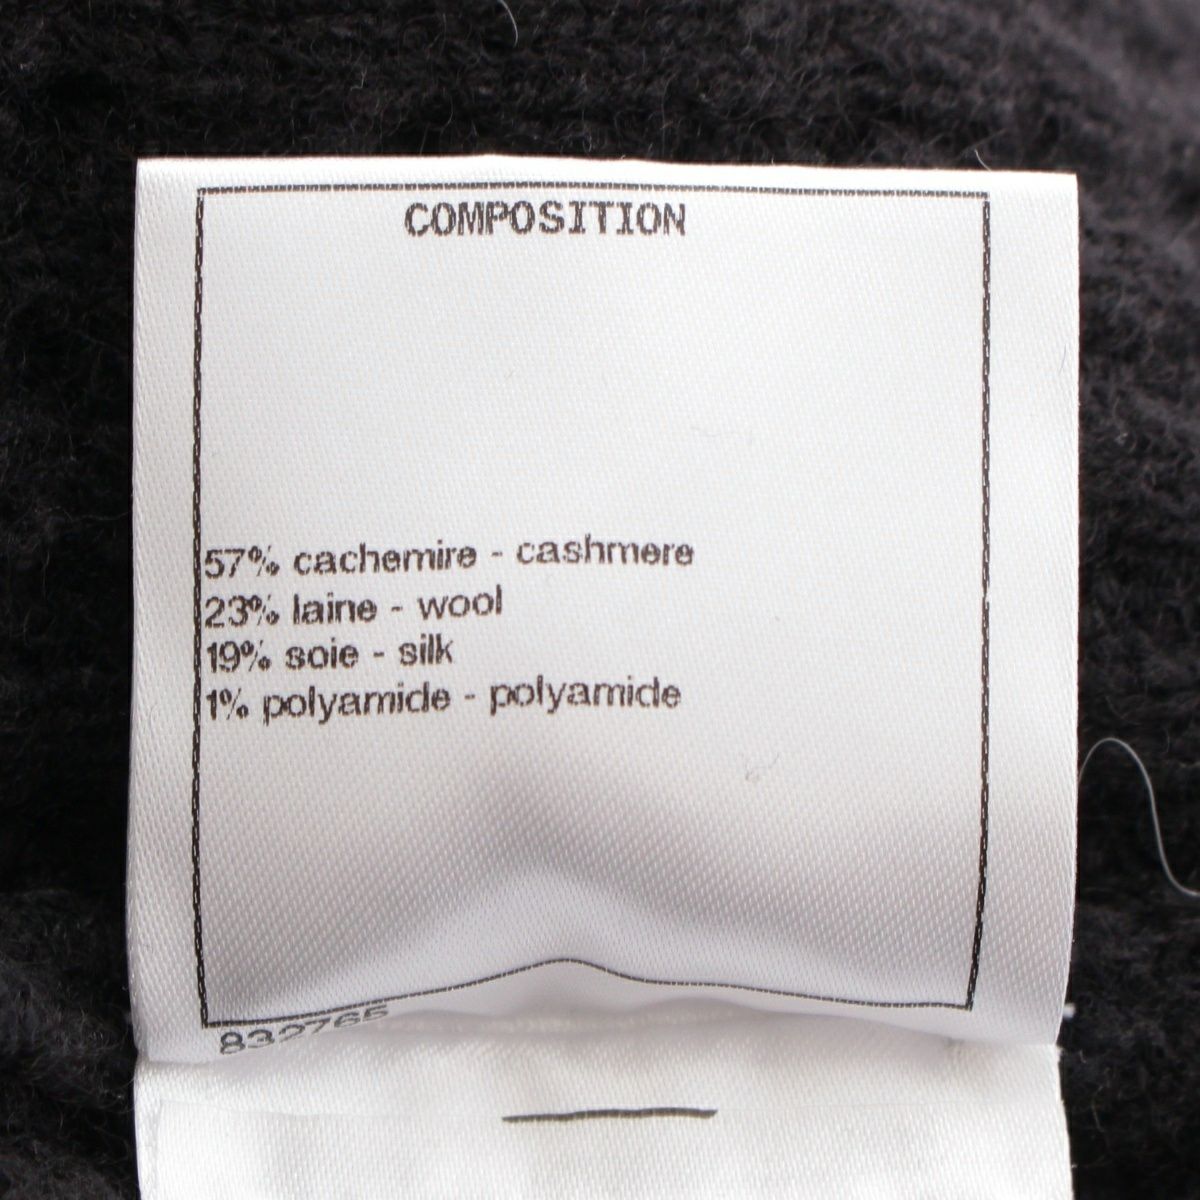 COMPOSITION
57% cachemire - cashmere
23% laine - wool
19% soie - silk
1% polyamide - polyamide
832765